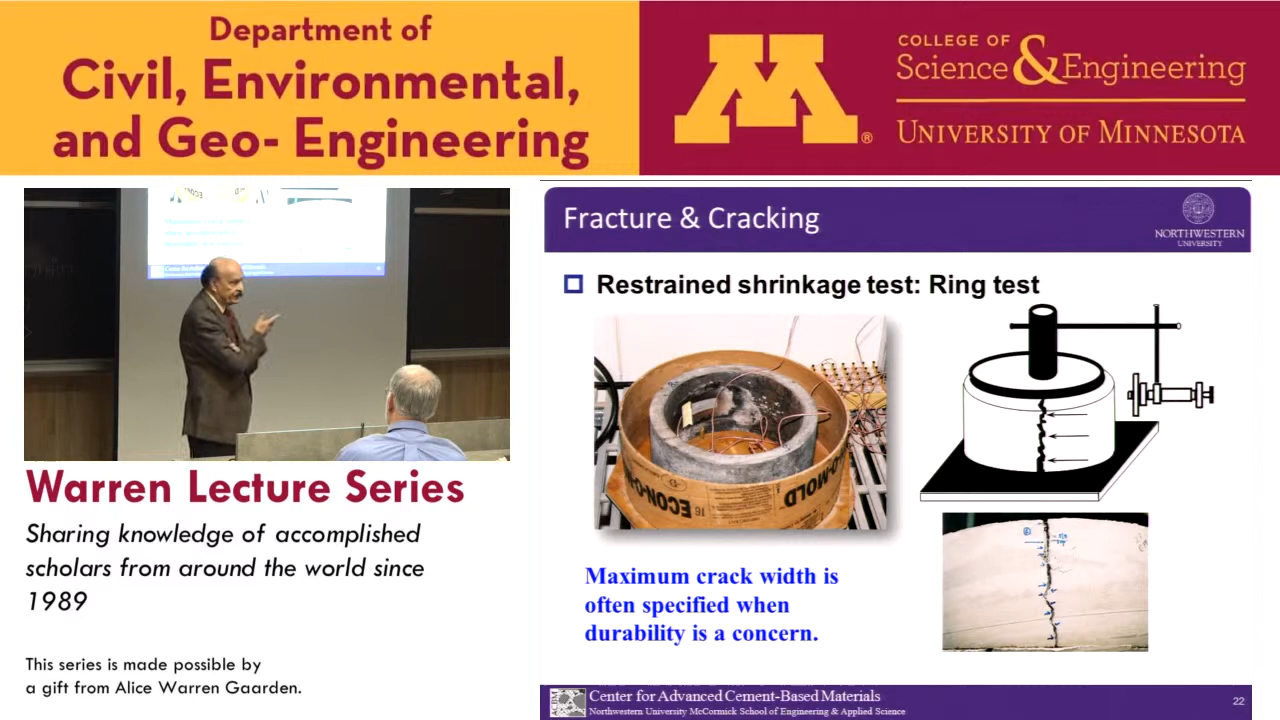 Department of
Civil, Environmental,
and Geo- Engineering
M®
COLLEGE OF
Science & Engineering
UNIVERSITY OF MINNESOTA
Fracture & Cracking
NORTHWESTERN
UNIVERSITY
Restrained shrinkage test: Ring test
ECON-O-
O-MOLD
16
Maximum crack width is
often specified when
durability is a concern.
Warren Lecture Series
Sharing knowledge of accomplished
scholars from around the world since
1989
This series is made possible by
a gift from Alice Warren Gaarden.
Center for Advanced Cement-Based Materials
Northwestern University McCormick School of Engineering & Applied Science
22